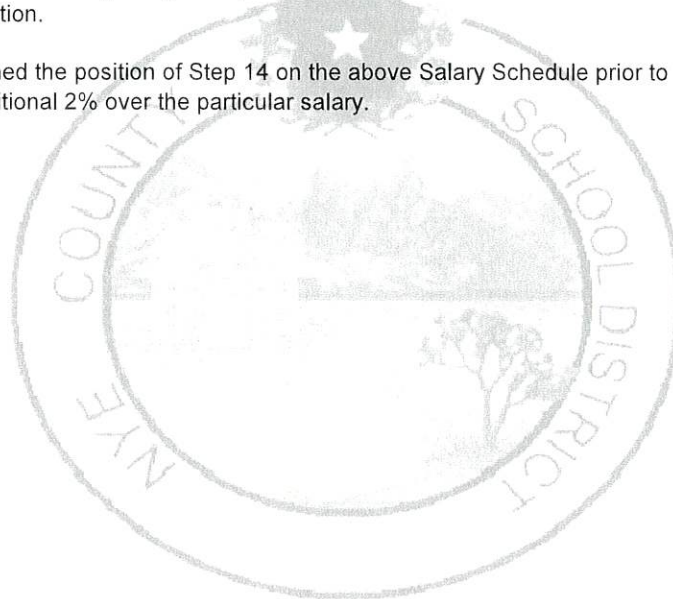 tion.
ned the position of Step 14 on the above Salary Schedule prior to
itional 2% over the particular salary.
NYE COUNTY SCHOOL DISTRICT